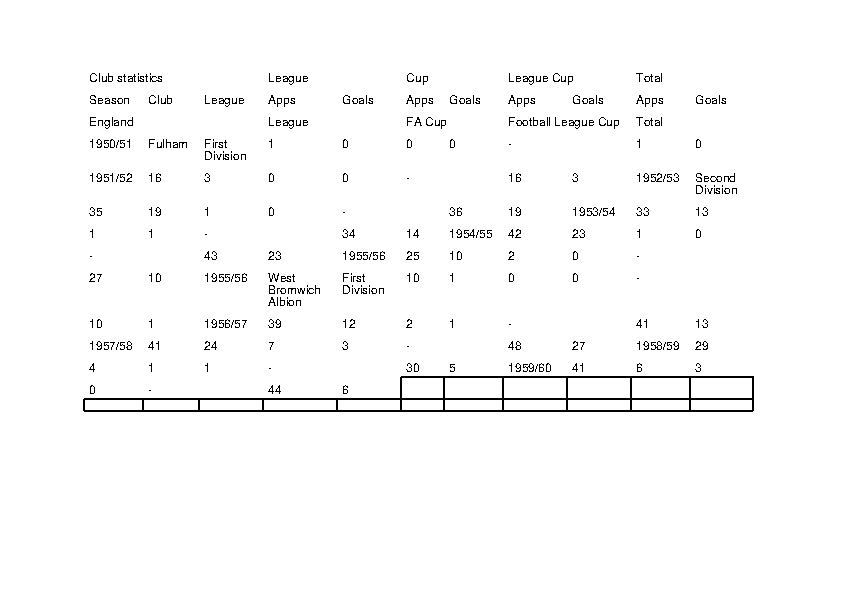 Club statistics League Cup League Cup Total
Season Club League Apps Goals Apps Goals Apps Goals Apps Goals
England League FA Cup Football League Cup Total
1950/51 Fulham First Division 1 0 0 0 - 1 0
1951/52 16 3 0 0 - 16 3 1952/53 Second Division
35 19 1 0 - 36 19 1953/54 33 13
1 1 - 34 14 1954/55 42 23 1 0
- 43 23 1955/56 25 10 2 0 -
27 10 1955/56 West Bromwich Albion First Division 10 1 0 0 -
10 1 1956/57 39 12 2 1 - 41 13
1957/58 41 24 7 3 - 48 27 1958/59 29
4 1 1 - 30 5 1959/60 41 6 3
0 - 44 6